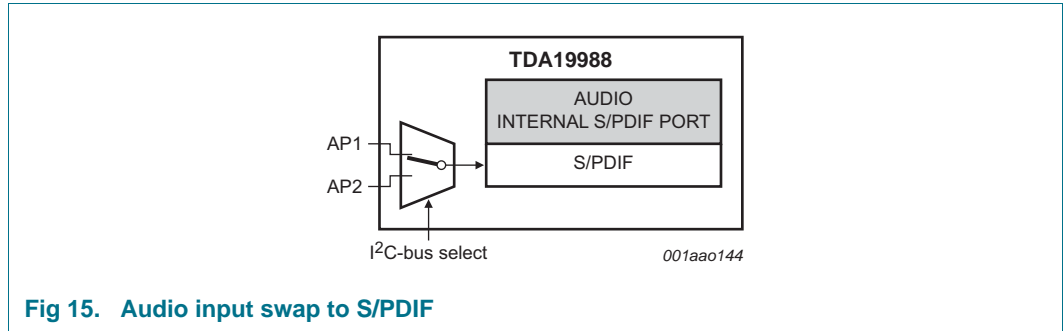 TDA19988
AUDIO
INTERNAL S/PDIF PORT
S/PDIF
AP1
AP2
I²C-bus select
001aao144
Fig 15. Audio input swap to S/PDIF